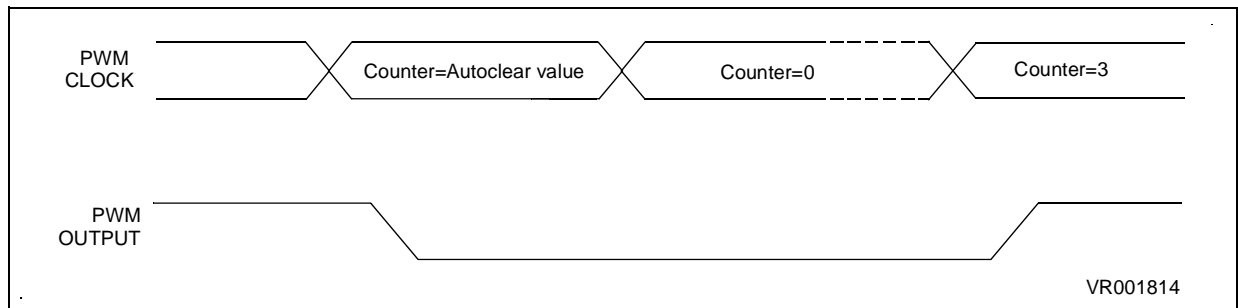 PWM
CLOCK
Counter=Autoclear value
Counter=0
Counter=3
PWM
OUTPUT
VR001814